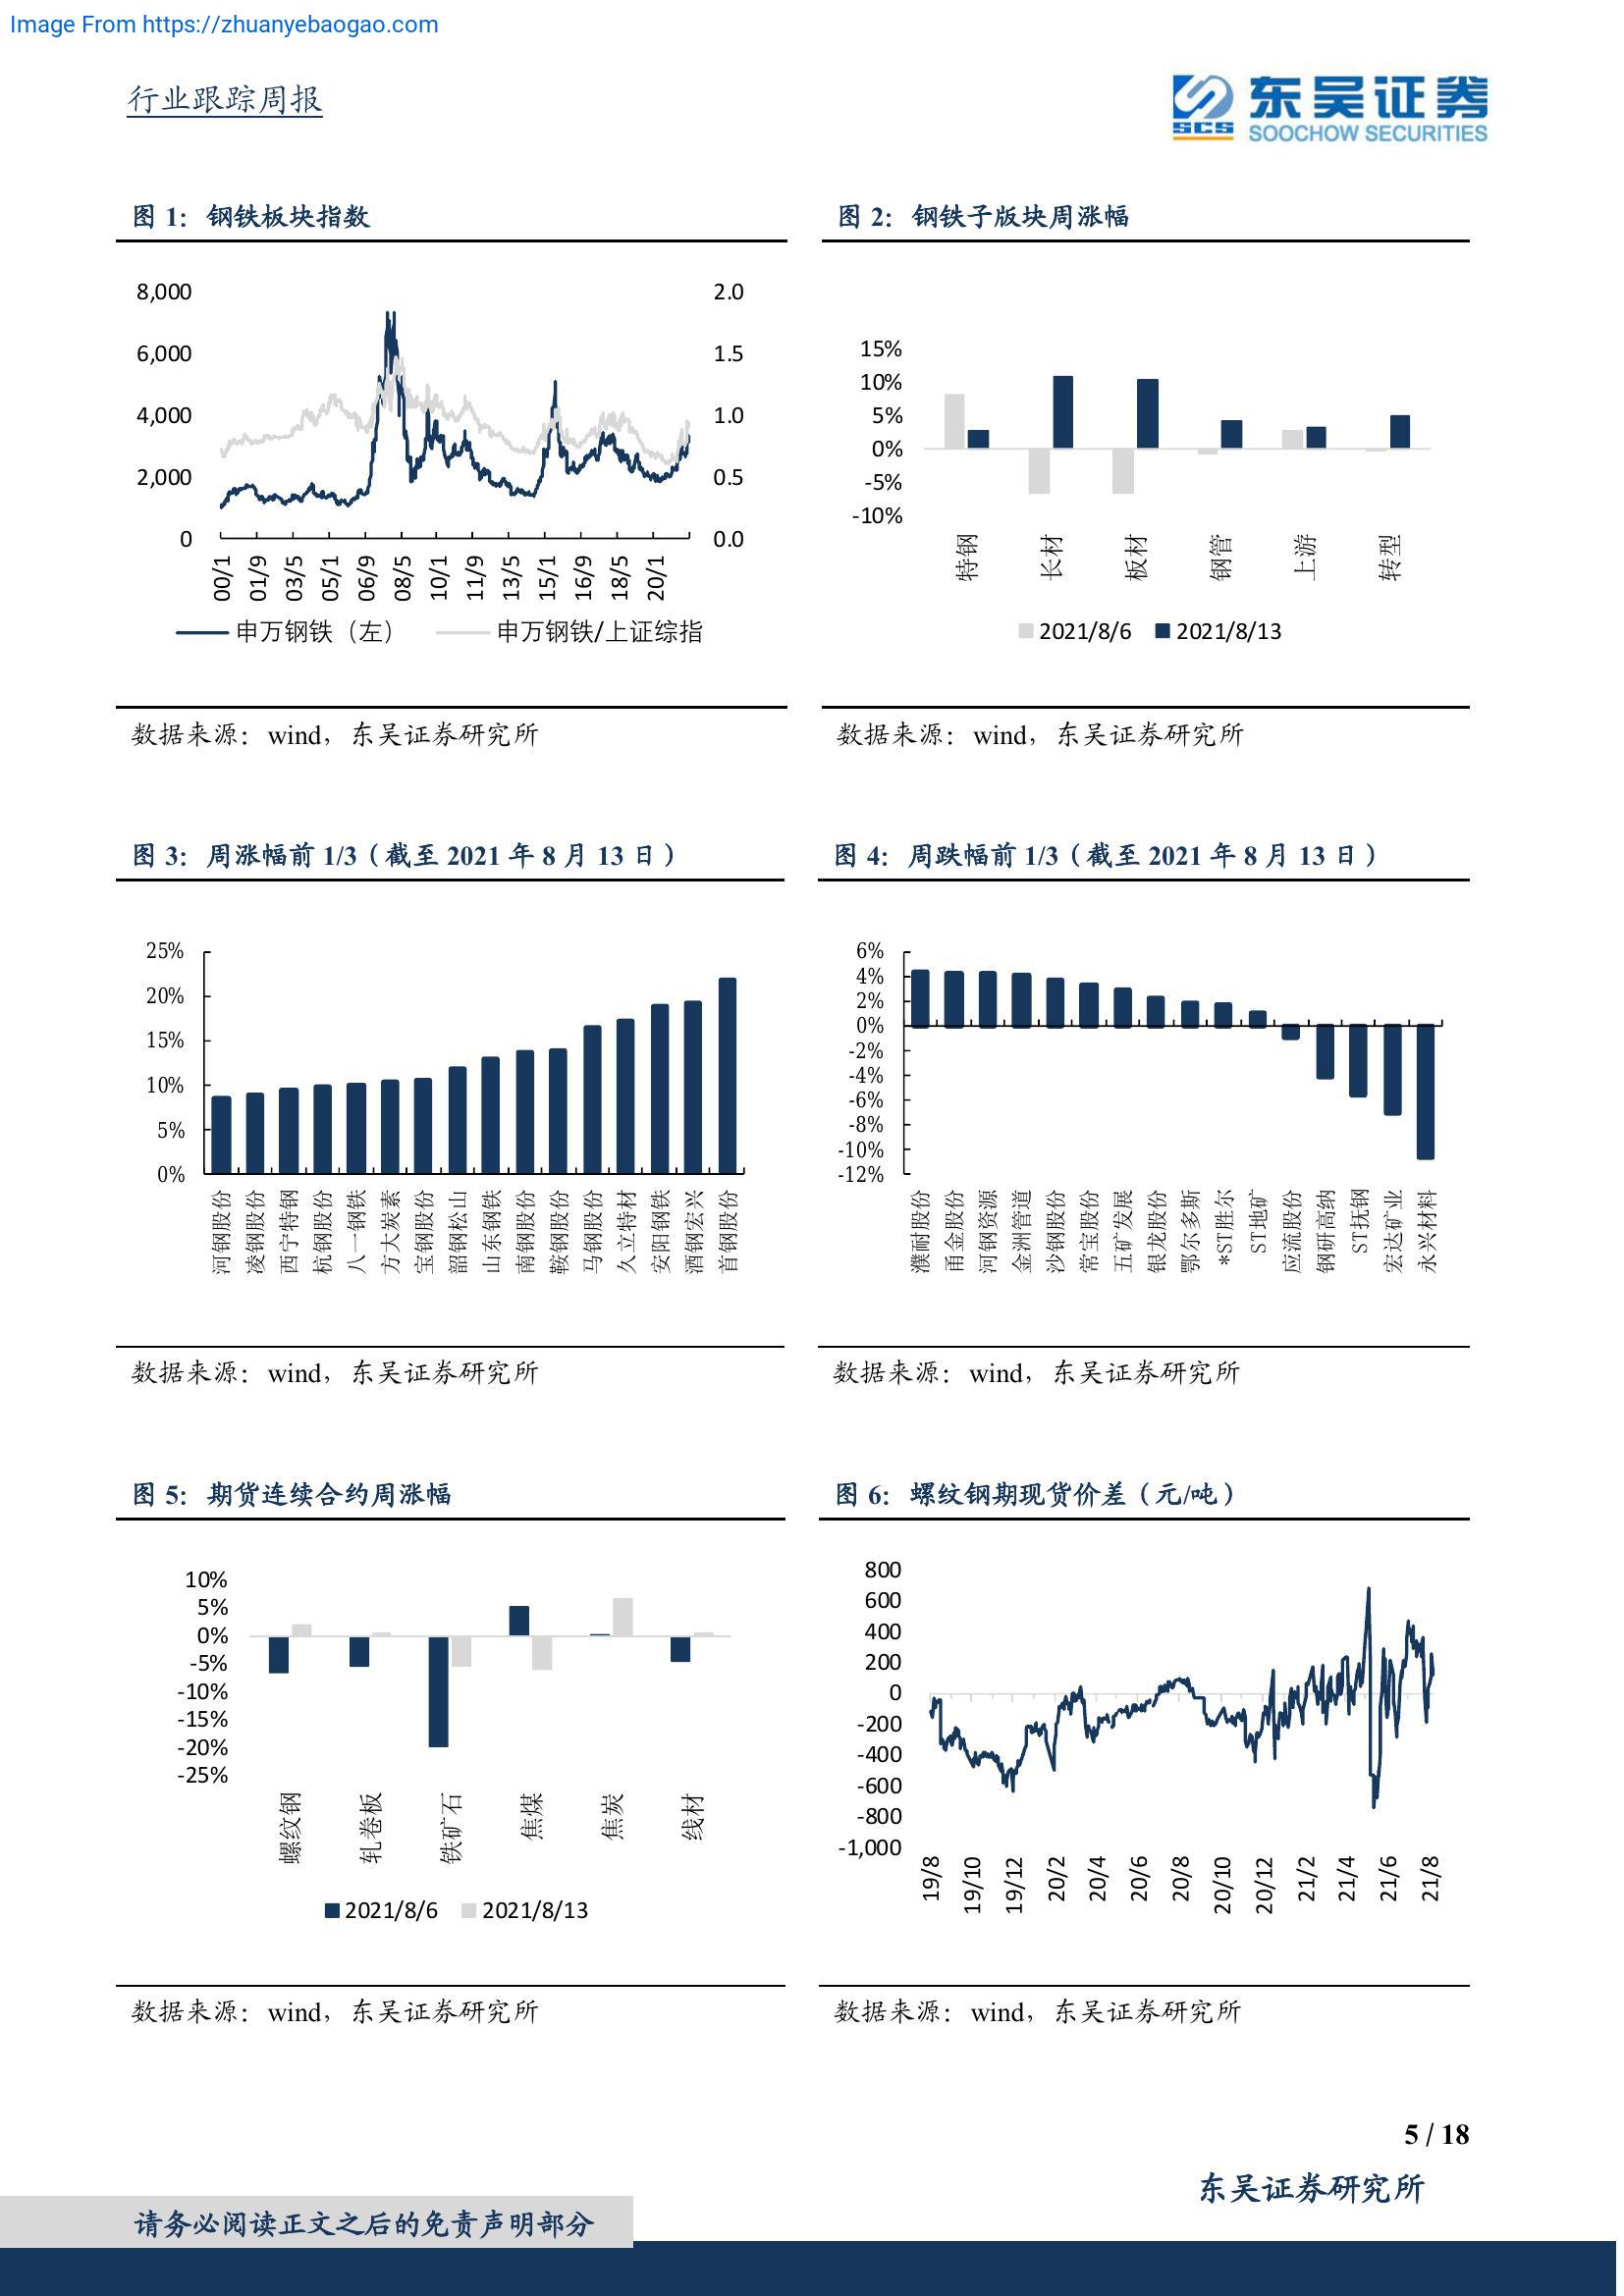 Image From https://zhuanyebaogao.com
行业跟踪周报
SCS
东吴证券
SOOCHOW SECURITIES
图 1：钢铁板块指数
8,000
6,000
4,000
2,000
0
2.0
1.5
1.0
0.5
0.0
00/1 01/9 03/5 05/1 06/9 08/5 10/1 11/9 13/5 15/1 16/9 18/5 20/1
申万钢铁（左） 申万钢铁/上证综指
数据来源：wind，东吴证券研究所
图 2：钢铁子版块周涨幅
15%
10%
5%
0%
-5%
-10%
特钢 长材 板材 钢管 上游 转型
2021/8/6 2021/8/13
数据来源：wind，东吴证券研究所
图 3：周涨幅前 1/3（截至 2021 年 8 月 13 日）
25%
20%
15%
10%
5%
0%
河钢股份 凌钢股份 西宁特钢 杭钢股份 八一钢铁 方大炭素 宝钢股份 韶钢松山 山东钢铁 南钢股份 鞍钢股份 马钢股份 久立特材 安阳钢铁 酒钢宏兴 首钢股份
数据来源：wind，东吴证券研究所
图 4：周跌幅前 1/3（截至 2021 年 8 月 13 日）
6%
4%
2%
0%
-2%
-4%
-6%
-8%
-10%
-12%
濮耐股份 甬金股份 河钢资源 金洲管道 沙钢股份 常宝股份 五矿发展 银龙股份 鄂尔多斯 *ST胜尔 ST地矿 应流股份 钢研高纳 ST抚钢 宏达矿业 永兴材料
数据来源：wind，东吴证券研究所
图 5：期货连续合约周涨幅
10%
5%
0%
-5%
-10%
-15%
-20%
-25%
螺纹钢 轧卷板 铁矿石 焦煤 焦炭 线材
2021/8/6 2021/8/13
数据来源：wind，东吴证券研究所
图 6：螺纹钢期现货价差（元/吨）
800
600
400
200
0
-200
-400
-600
-800
-1,000
19/8 19/10 19/12 20/2 20/4 20/6 20/8 20/10 20/12 21/2 21/4 21/6 21/8
数据来源：wind，东吴证券研究所
5 / 18
东吴证券研究所
请务必阅读正文之后的免责声明部分